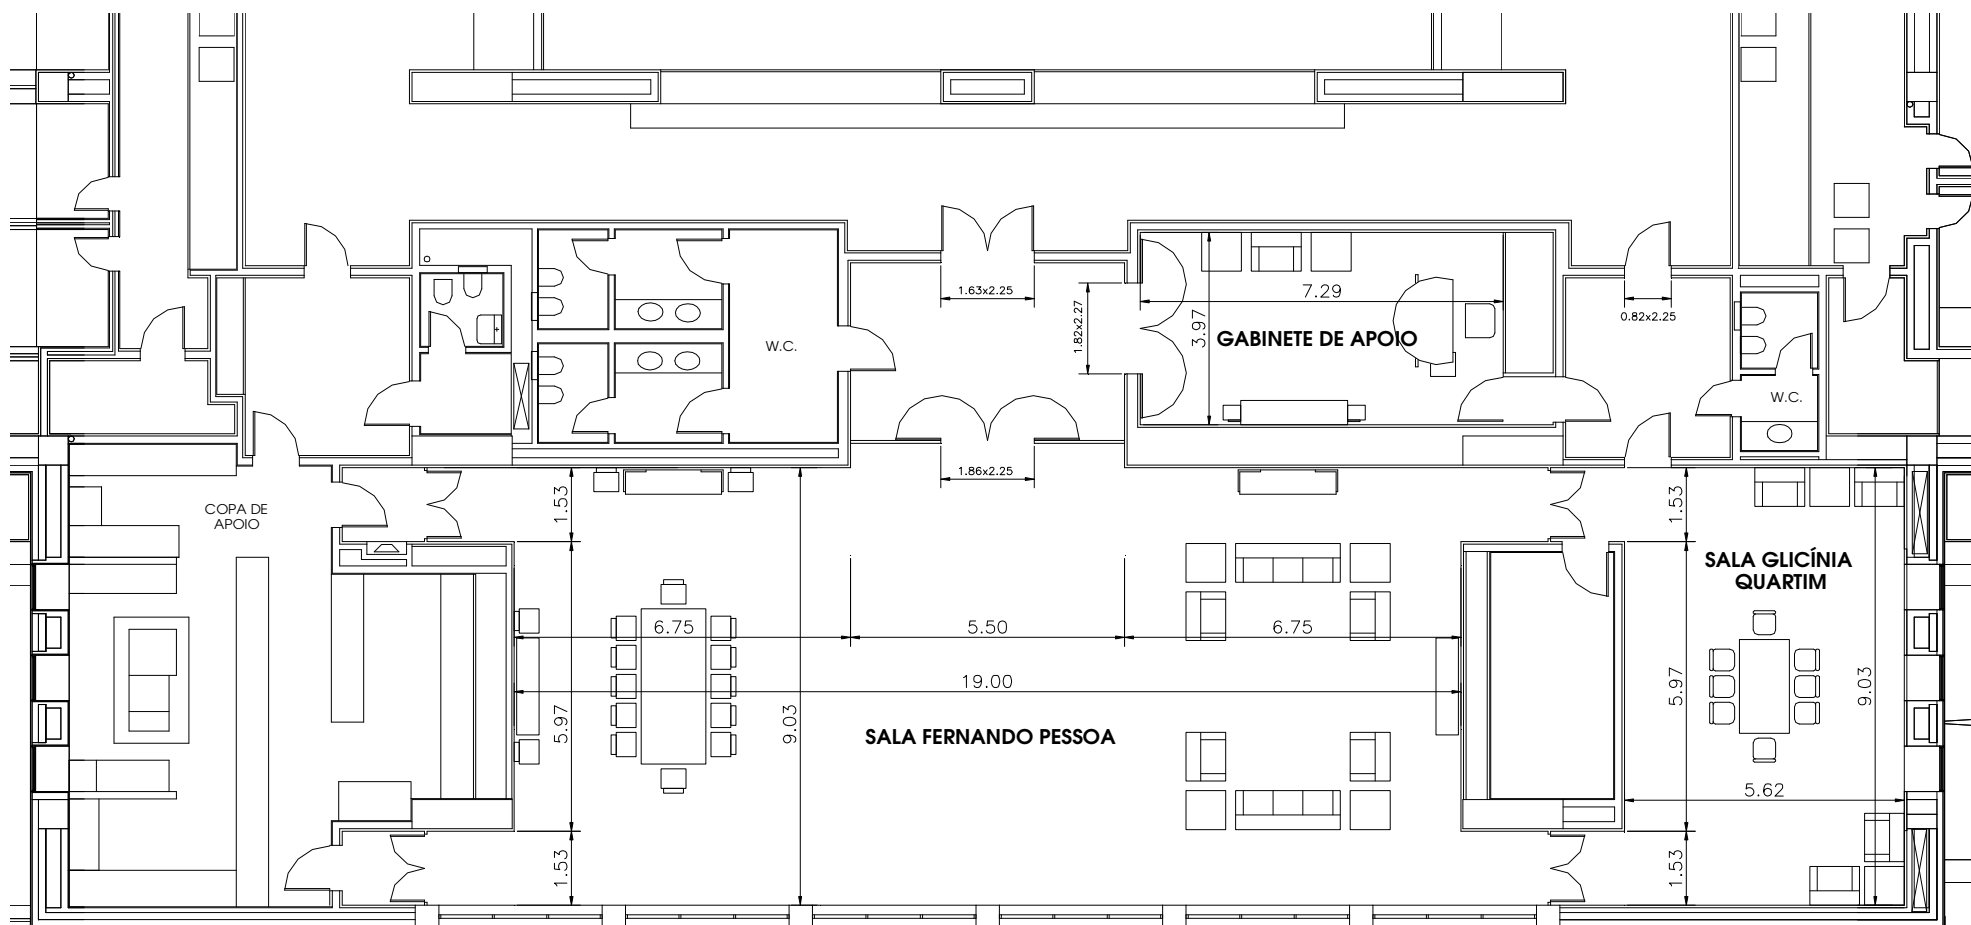 1.63x2.25
1.82x2.27
7.29
3.97
GABINETE DE APOIO
0.82x2.25
W.C.
W.C.
1.86x2.25
COPA DE
APOIO
1.53
1.53
SALA GLICÍNIA
QUARTIM
6.75
5.50
6.75
19.00
5.97
9.03
SALA FERNANDO PESSOA
5.97
9.03
5.62
1.53
1.53